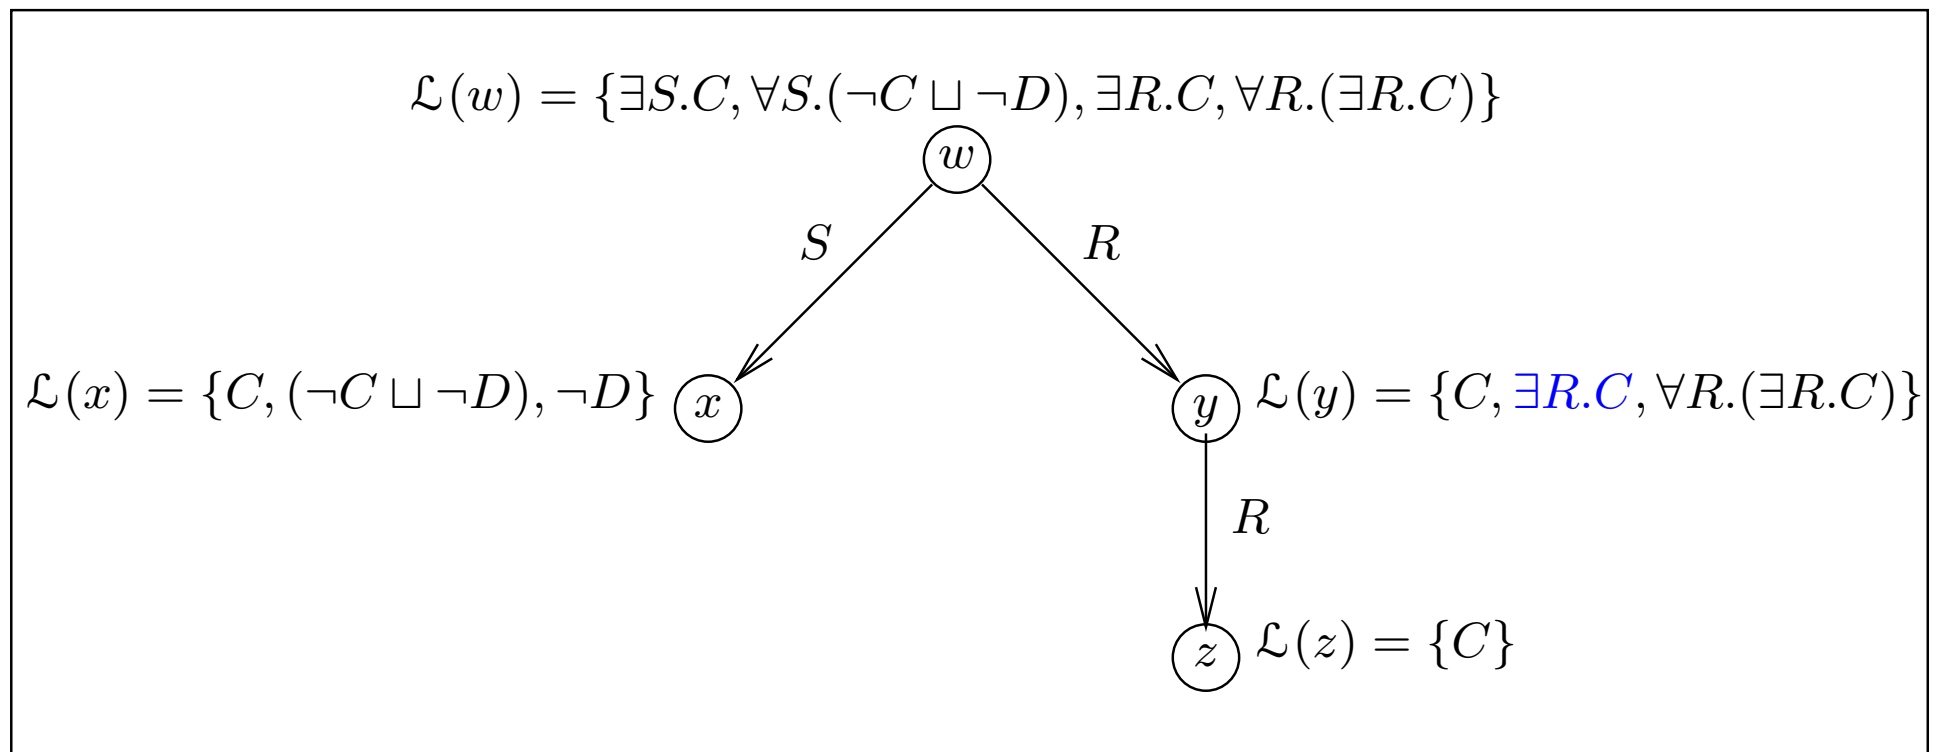 ℒ(w) = {∃S.C, ∀S.(¬C ⊔ ¬D), ∃R.C, ∀R.(∃R.C)}
w
S R
ℒ(x) = {C, (¬C ⊔ ¬D), ¬D} x y ℒ(y) = {C, ∃R.C, ∀R.(∃R.C)}
R
z ℒ(z) = {C}